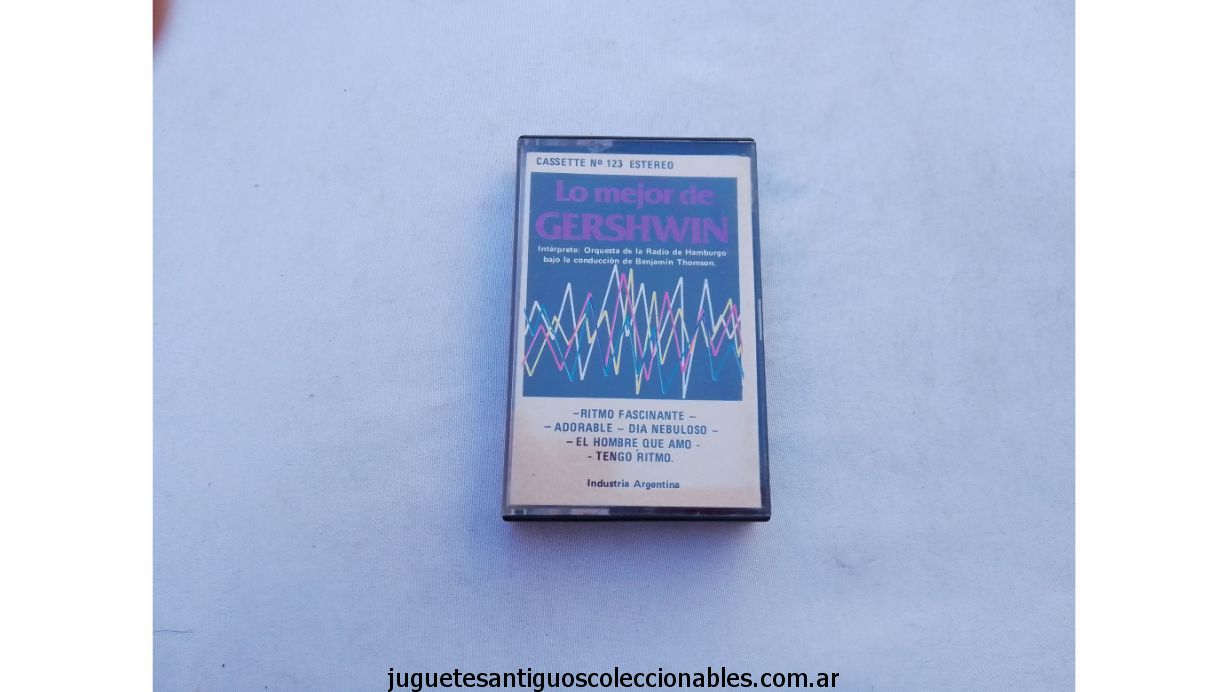 CASSETTE Nº 123 ESTEREO
Lo mejor de
GERSHWIN
Intérprete: Orquesta de la Radio de Hamburgo
bajo la conducción de Benjamín Thomson.
—RITMO FASCINANTE —
— ADORABLE — DIA NEBULOSO —
— EL HOMBRE QUE AMO -
- TENGO RITMO.
Industria Argentina
juguetesantiguoscoleccionables.com.ar